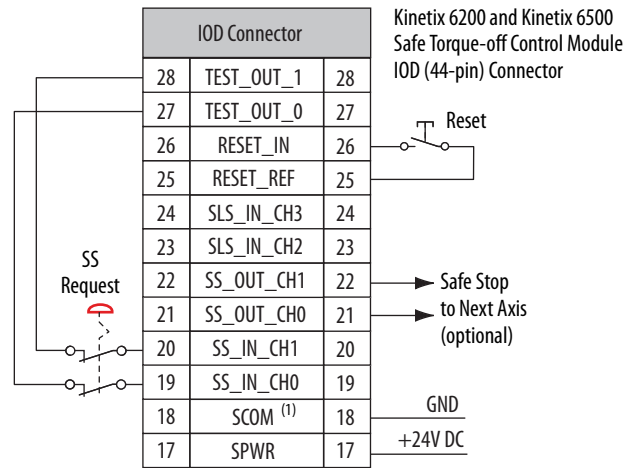 IOD Connector
Kinetix 6200 and Kinetix 6500
Safe Torque-off Control Module
IOD (44-pin) Connector
28 TEST_OUT_1 28
27 TEST_OUT_0 27
Reset
26 RESET_IN 26
25 RESET_REF 25
24 SLS_IN_CH3 24
23 SLS_IN_CH2 23
SS
Request
22 SS_OUT_CH1 22
21 SS_OUT_CH0 21
Safe Stop
to Next Axis
(optional)
20 SS_IN_CH1 20
19 SS_IN_CH0 19
18 SCOM (1) 18 GND
17 SPWR 17 +24V DC